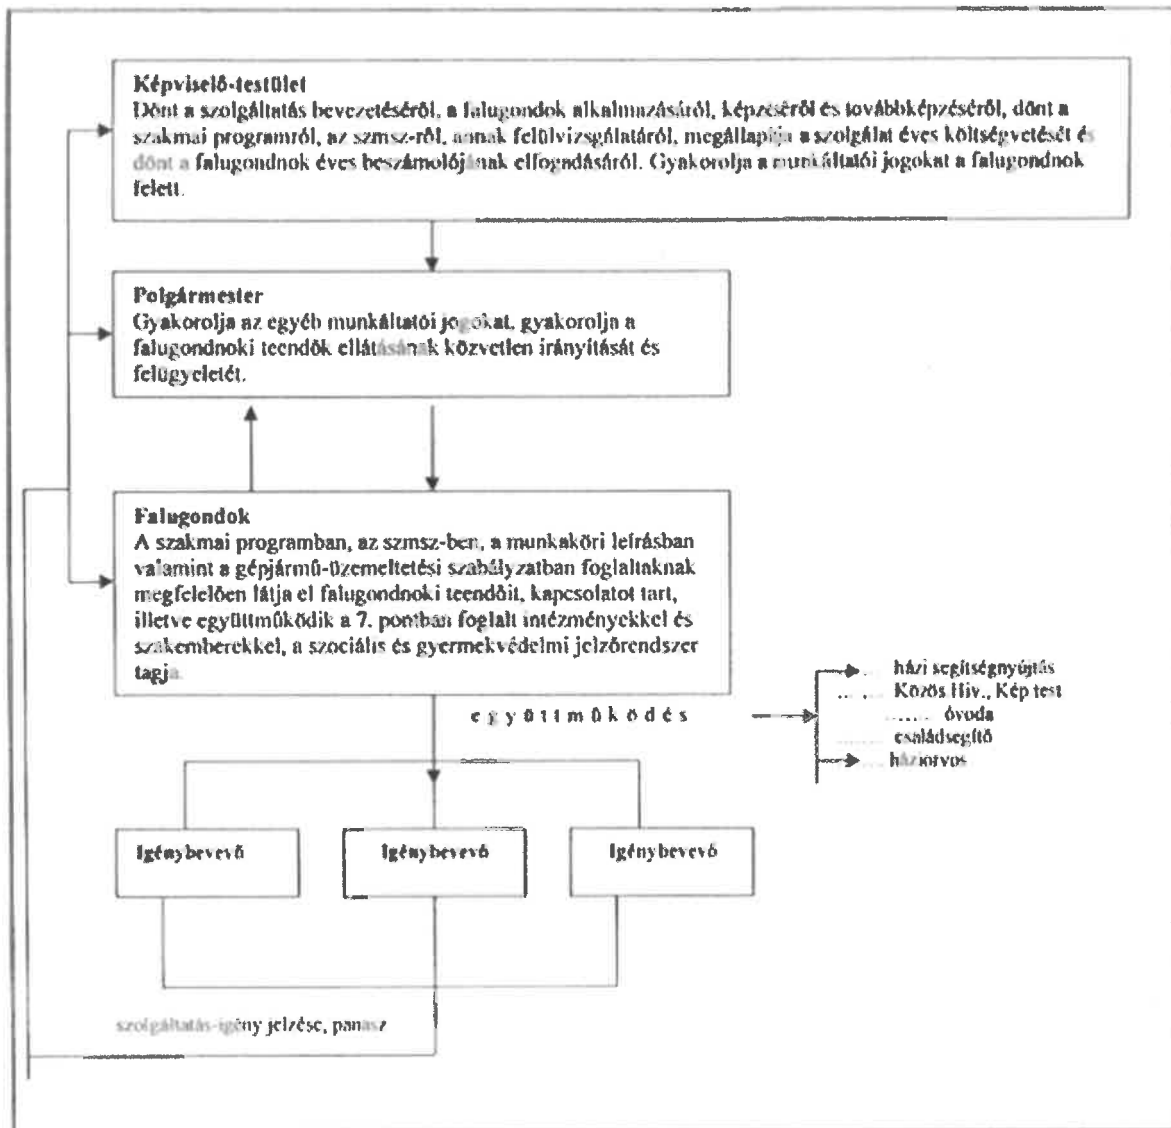 Képviselő-testület
Dönt a szolgáltatás bevezetéséről, a falugondok alkalmazásáról, képzéséről és továbbképzéséről, dönt a
szakmai programról, az szmsz-ről, annak felülvizsgálatáról, megállapítja a szolgálat éves költségvetését és
dönt a falugondnok éves beszámolójának elfogadásáról. Gyakorolja a munkáltatói jogokat a falugondnok
felett.
Polgármester
Gyakorolja az egyéb munkáltatói jogokat, gyakorolja a
falugondnoki teendők ellátásának közvetlen irányítását és
felügyeletét.
Falugondok
A szakmai programban, az szmsz-ben, a munkaköri leírásban
valamint a gépjármű-üzemeltetési szabályzatban foglaltaknak
megfelelően látja el falugondnoki teendőit, kapcsolatot tart,
illetve együttműködik a 7. pontban foglalt intézményekkel és
szakemberekkel, a szociális és gyermekvédelmi jelzőrendszer
tagja.
e g y ü t t m ű k ö d é s
... házi segítségnyújtás
... ... Közös Hiv., Kép test
...... óvoda
........ családsegítő
... háziorvos
Igénybevevő
Igénybevevő
Igénybevevő
szolgáltatás-igény jelzése, panasz